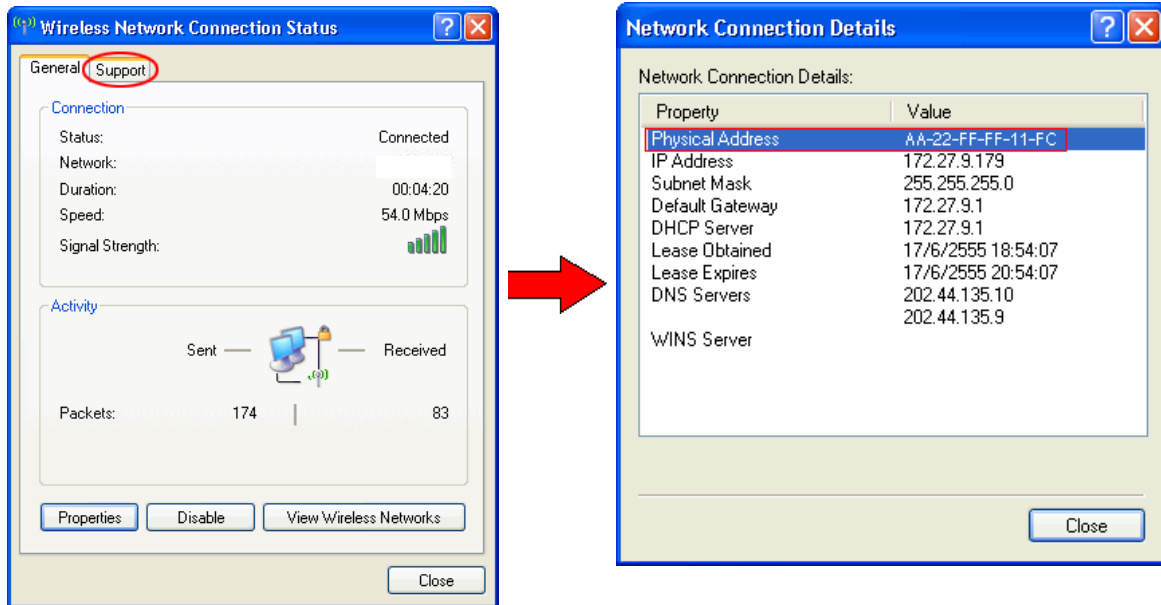 Wireless Network Connection Status
General Support
Connection
Status: Connected
Network:
Duration: 00:04:20
Speed: 54.0 Mbps
Signal Strength:
Activity
Sent Received
Packets: 174 83
Properties Disable View Wireless Networks
Close
Network Connection Details
Network Connection Details:
Property Value
Physical Address AA-22-FF-FF-11-FC
IP Address 172.27.9.179
Subnet Mask 255.255.255.0
Default Gateway 172.27.9.1
DHCP Server 172.27.9.1
Lease Obtained 17/6/2555 18:54:07
Lease Expires 17/6/2555 20:54:07
DNS Servers 202.44.135.10
202.44.135.9
WINS Server
Close